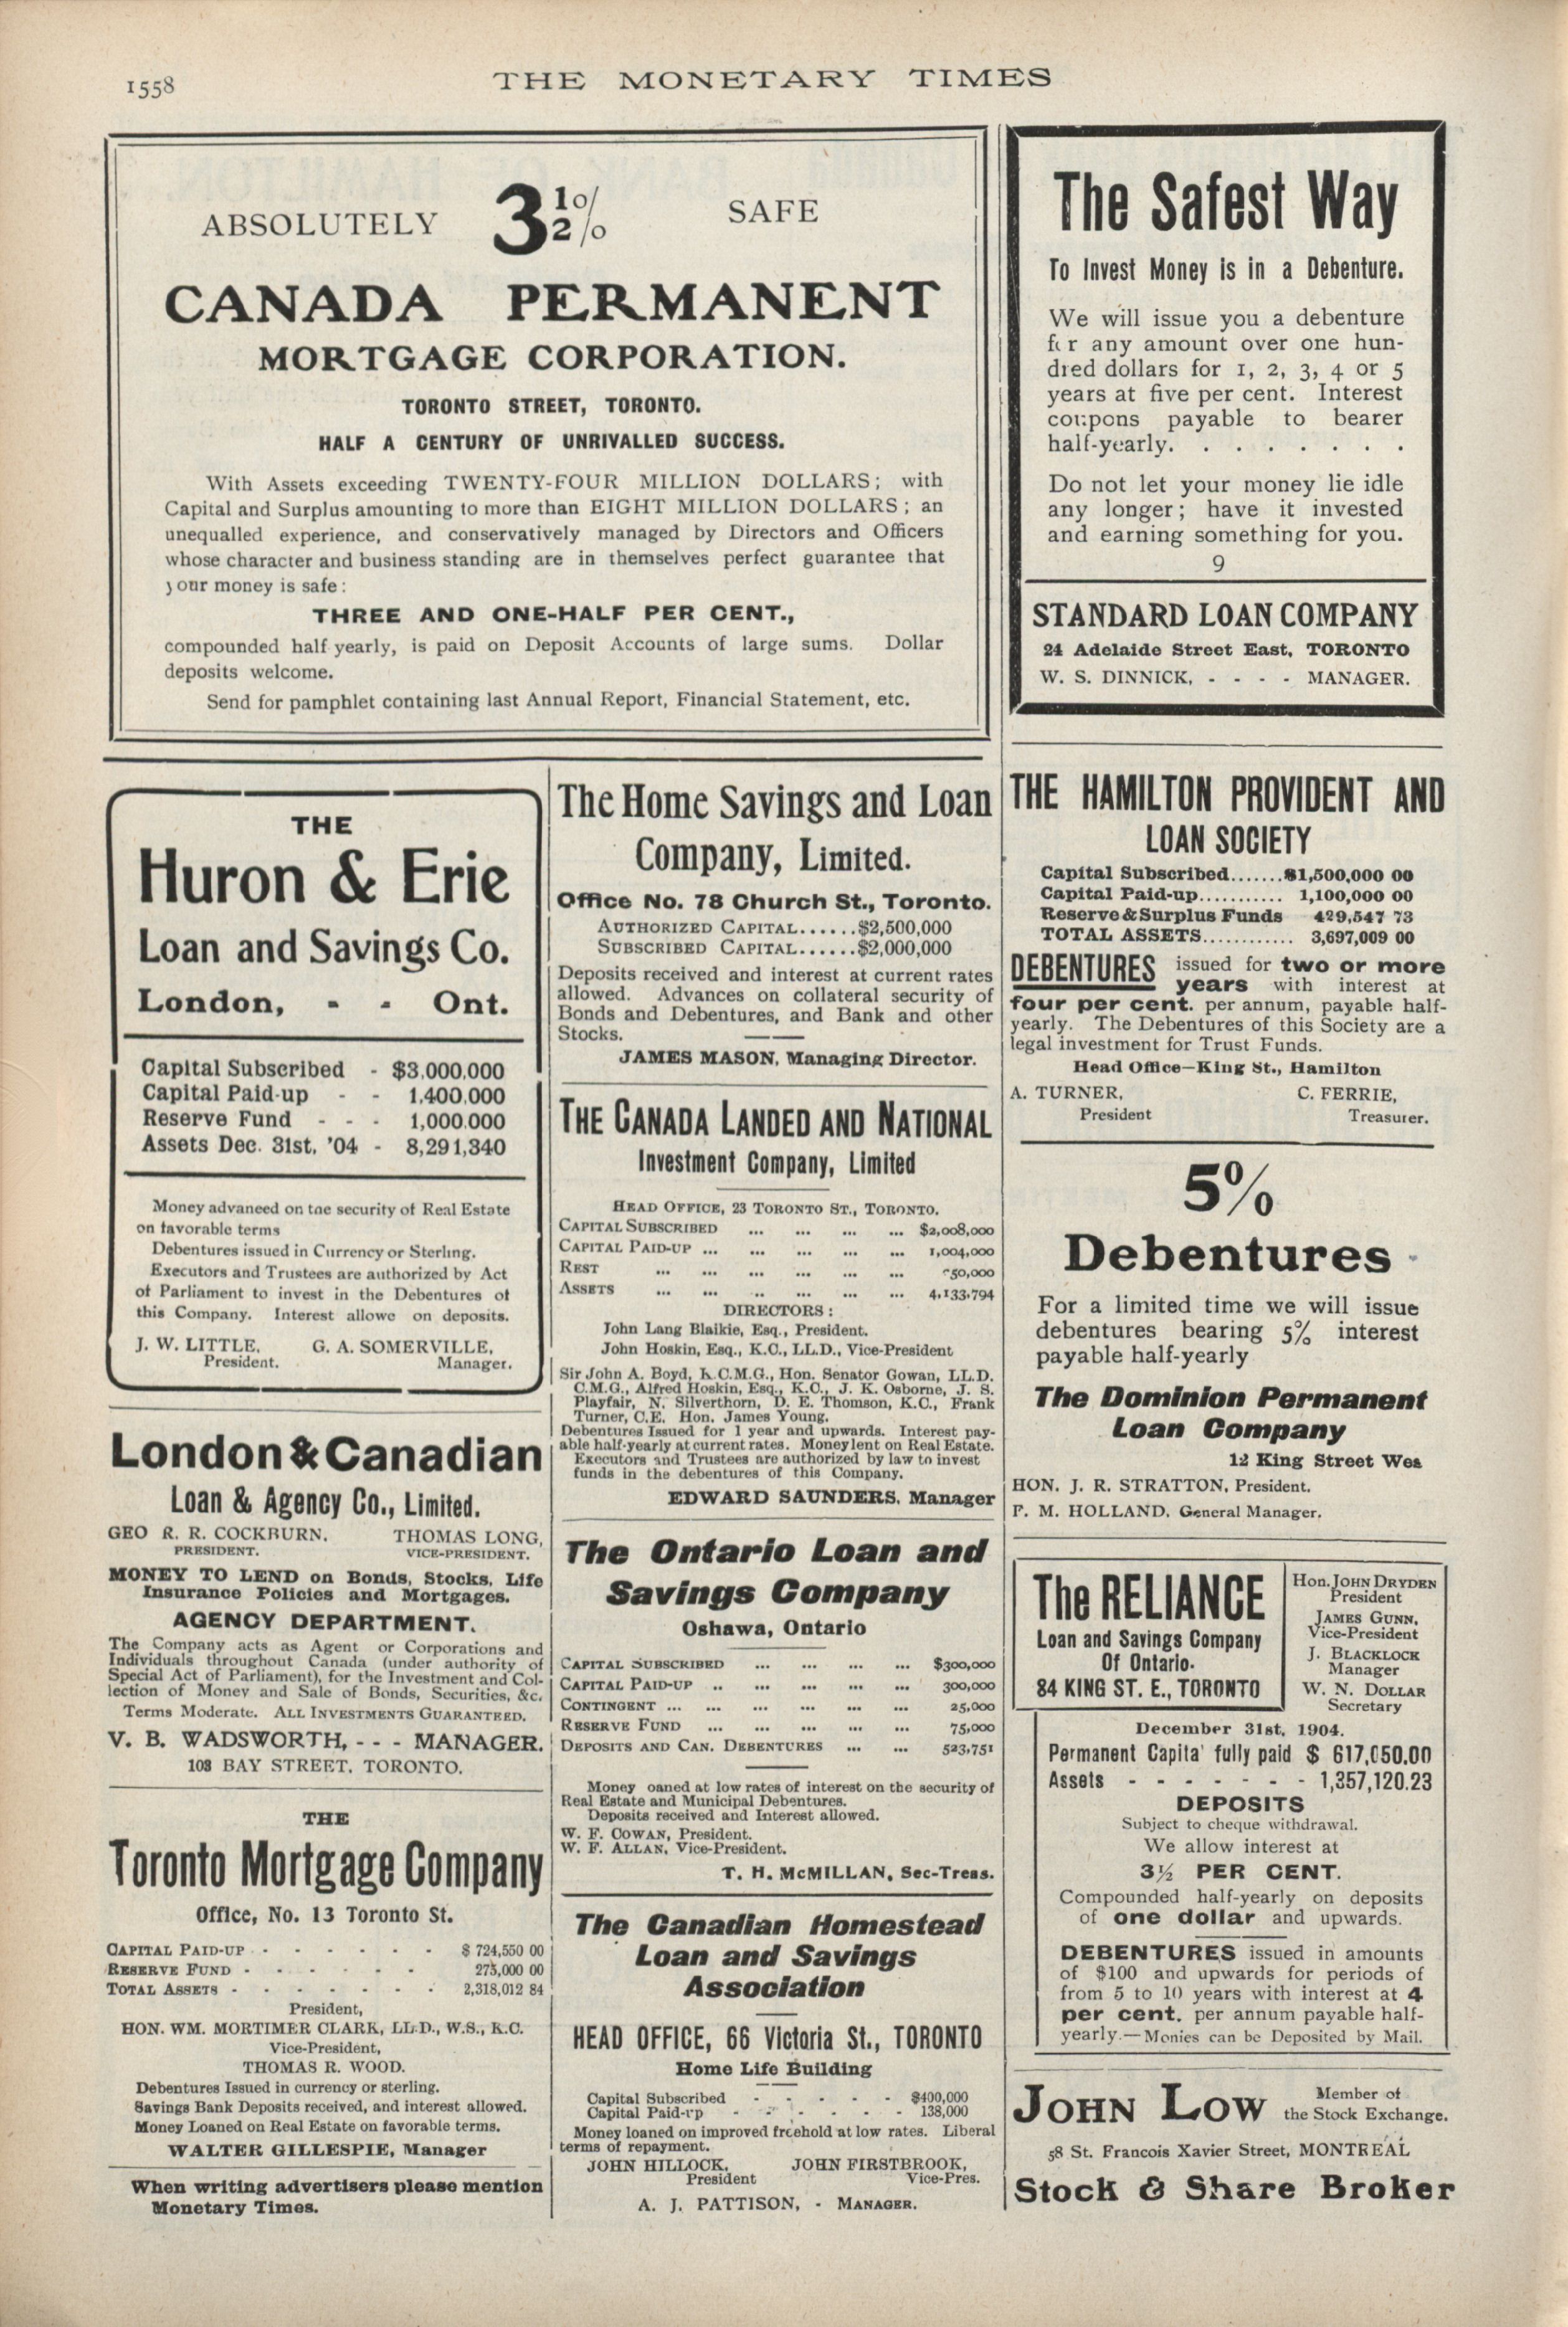 1558
THE MONETARY TIMES
ABSOLUTELY 3½% SAFE
CANADA PERMANENT
MORTGAGE CORPORATION.
TORONTO STREET, TORONTO.
HALF A CENTURY OF UNRIVALLED SUCCESS.
With Assets exceeding TWENTY-FOUR MILLION DOLLARS; with
Capital and Surplus amounting to more than EIGHT MILLION DOLLARS; an
unequalled experience, and conservatively managed by Directors and Officers
whose character and business standing are in themselves perfect guarantee that
your money is safe:
THREE AND ONE-HALF PER CENT.,
compounded half yearly, is paid on Deposit Accounts of large sums. Dollar
deposits welcome.
Send for pamphlet containing last Annual Report, Financial Statement, etc.
The Safest Way
To Invest Money is in a Debenture.
We will issue you a debenture
for any amount over one hun-
dred dollars for 1, 2, 3, 4 or 5
years at five per cent. Interest
coupons payable to bearer
half-yearly. . . . . . . .
Do not let your money lie idle
any longer; have it invested
and earning something for you.
9
STANDARD LOAN COMPANY
24 Adelaide Street East, TORONTO
W. S. DINNICK, - - - - MANAGER.
THE
Huron & Erie
Loan and Savings Co.
London, - - Ont.
Capital Subscribed - $3,000,000
Capital Paid-up - - 1,400,000
Reserve Fund - - - 1,000,000
Assets Dec. 31st, '04 - 8,291,340
Money advanced on the security of Real Estate
on favorable terms
Debentures issued in Currency or Sterling.
Executors and Trustees are authorized by Act
of Parliament to invest in the Debentures of
this Company. Interest allowe on deposits.
J. W. LITTLE, G. A. SOMERVILLE,
President. Manager.
London & Canadian
Loan & Agency Co., Limited.
GEO R. R. COCKBURN, THOMAS LONG,
PRESIDENT. VICE-PRESIDENT.
MONEY TO LEND on Bonds, Stocks, Life
Insurance Policies and Mortgages.
AGENCY DEPARTMENT.
The Company acts as Agent or Corporations and
Individuals throughout Canada (under authority of
Special Act of Parliament), for the Investment and Col-
lection of Money and Sale of Bonds, Securities, &c.
Terms Moderate. ALL INVESTMENTS GUARANTEED.
V. B. WADSWORTH, - - - MANAGER.
103 BAY STREET, TORONTO.
THE
Toronto Mortgage Company
Office, No. 13 Toronto St.
CAPITAL PAID-UP - - - - - - $ 724,550 00
RESERVE FUND - - - - - - 275,000 00
TOTAL ASSETS - - - - - - - 2,318,012 84
President,
HON. WM. MORTIMER CLARK, LL.D., W.S., K.C.
Vice-President,
THOMAS R. WOOD.
Debentures Issued in currency or sterling.
Savings Bank Deposits received, and interest allowed.
Money Loaned on Real Estate on favorable terms.
WALTER GILLESPIE, Manager
When writing advertisers please mention
Monetary Times.
The Home Savings and Loan
Company, Limited.
Office No. 78 Church St., Toronto.
AUTHORIZED CAPITAL......$2,500,000
SUBSCRIBED CAPITAL......$2,000,000
Deposits received and interest at current rates
allowed. Advances on collateral security of
Bonds and Debentures, and Bank and other
Stocks.
JAMES MASON, Managing Director.
THE CANADA LANDED AND NATIONAL
Investment Company, Limited
HEAD OFFICE, 23 TORONTO ST., TORONTO.
CAPITAL SUBSCRIBED ... ... ... ... $2,008,000
CAPITAL PAID-UP ... ... ... ... ... 1,004,000
REST ... ... ... ... ... ... 50,000
ASSETS ... ... .. ... ... ... 4,133,794
DIRECTORS:
John Lang Blaikie, Esq., President.
John Hoskin, Esq., K.C., LL.D., Vice-President
Sir John A. Boyd, K.C.M.G., Hon. Senator Gowan, LL.D.
C.M.G., Alfred Hoskin, Esq., K.C., J. K. Osborne, J. S.
Playfair, N. Silverthorn, D. E. Thomson, K.C., Frank
Turner, C.E. Hon. James Young.
Debentures Issued for 1 year and upwards. Interest pay-
able half-yearly at current rates. Money lent on Real Estate.
Executors and Trustees are authorized by law to invest
funds in the debentures of this Company.
EDWARD SAUNDERS, Manager
The Ontario Loan and
Savings Company
Oshawa, Ontario
CAPITAL SUBSCRIBED ... ... ... ... $300,000
CAPITAL PAID-UP .. ... ... ... ... 300,000
CONTINGENT ... ... ... ... ... ... 25,000
RESERVE FUND ... ... ... ... ... 75,000
DEPOSITS AND CAN. DEBENTURES ... ... 523,751
Money oaned at low rates of interest on the security of
Real Estate and Municipal Debentures.
Deposits received and Interest allowed.
W. F. COWAN, President.
W. F. ALLAN, Vice-President.
T. H. McMILLAN, Sec-Treas.
The Canadian Homestead
Loan and Savings
Association
HEAD OFFICE, 66 Victoria St., TORONTO
Home Life Building
Capital Subscribed - - - - - $400,000
Capital Paid-up - - - - - - 138,000
Money loaned on improved freehold at low rates. Liberal
terms of repayment.
JOHN HILLOCK, JOHN FIRSTBROOK,
President Vice-Pres.
A. J. PATTISON, - MANAGER.
THE HAMILTON PROVIDENT AND
LOAN SOCIETY
Capital Subscribed.......$1,500,000 00
Capital Paid-up........... 1,100,000 00
Reserve & Surplus Funds 429,547 73
TOTAL ASSETS............ 3,697,009 00
DEBENTURES issued for two or more
years with interest at
four per cent. per annum, payable half-
yearly. The Debentures of this Society are a
legal investment for Trust Funds.
Head Office—King St., Hamilton
A. TURNER, C. FERRIE,
President Treasurer.
5%
Debentures
For a limited time we will issue
debentures bearing 5% interest
payable half-yearly
The Dominion Permanent
Loan Company
12 King Street Wes
HON. J. R. STRATTON, President.
F. M. HOLLAND, General Manager.
The RELIANCE
Loan and Savings Company
Of Ontario.
84 KING ST. E., TORONTO
Hon. JOHN DRYDEN
President
JAMES GUNN,
Vice-President
J. BLACKLOCK
Manager
W. N. DOLLAR
Secretary
December 31st, 1904.
Permanent Capital fully paid $ 617,050.00
Assets - - - - - - - 1,357,120.23
DEPOSITS
Subject to cheque withdrawal.
We allow interest at
3½ PER CENT.
Compounded half-yearly on deposits
of one dollar and upwards.
DEBENTURES issued in amounts
of $100 and upwards for periods of
from 5 to 10 years with interest at 4
per cent. per annum payable half-
yearly.—Monies can be Deposited by Mail.
JOHN LOW Member of
the Stock Exchange.
58 St. Francois Xavier Street, MONTREAL
Stock & Share Broker